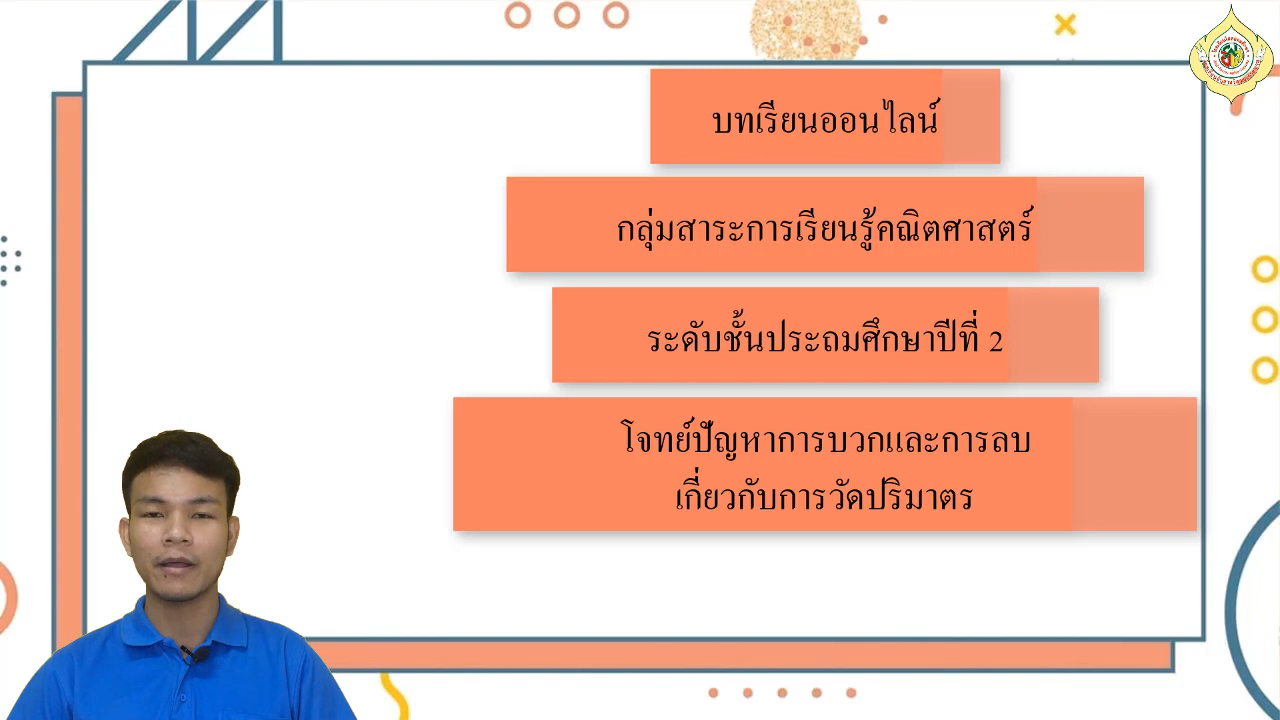 บทเรียนออนไลน์
กลุ่มสาระการเรียนรู้คณิตศาสตร์
ระดับชั้นประถมศึกษาปีที่ 2
โจทย์ปัญหาการบวกและการลบ
เกี่ยวกับการวัดปริมาตร